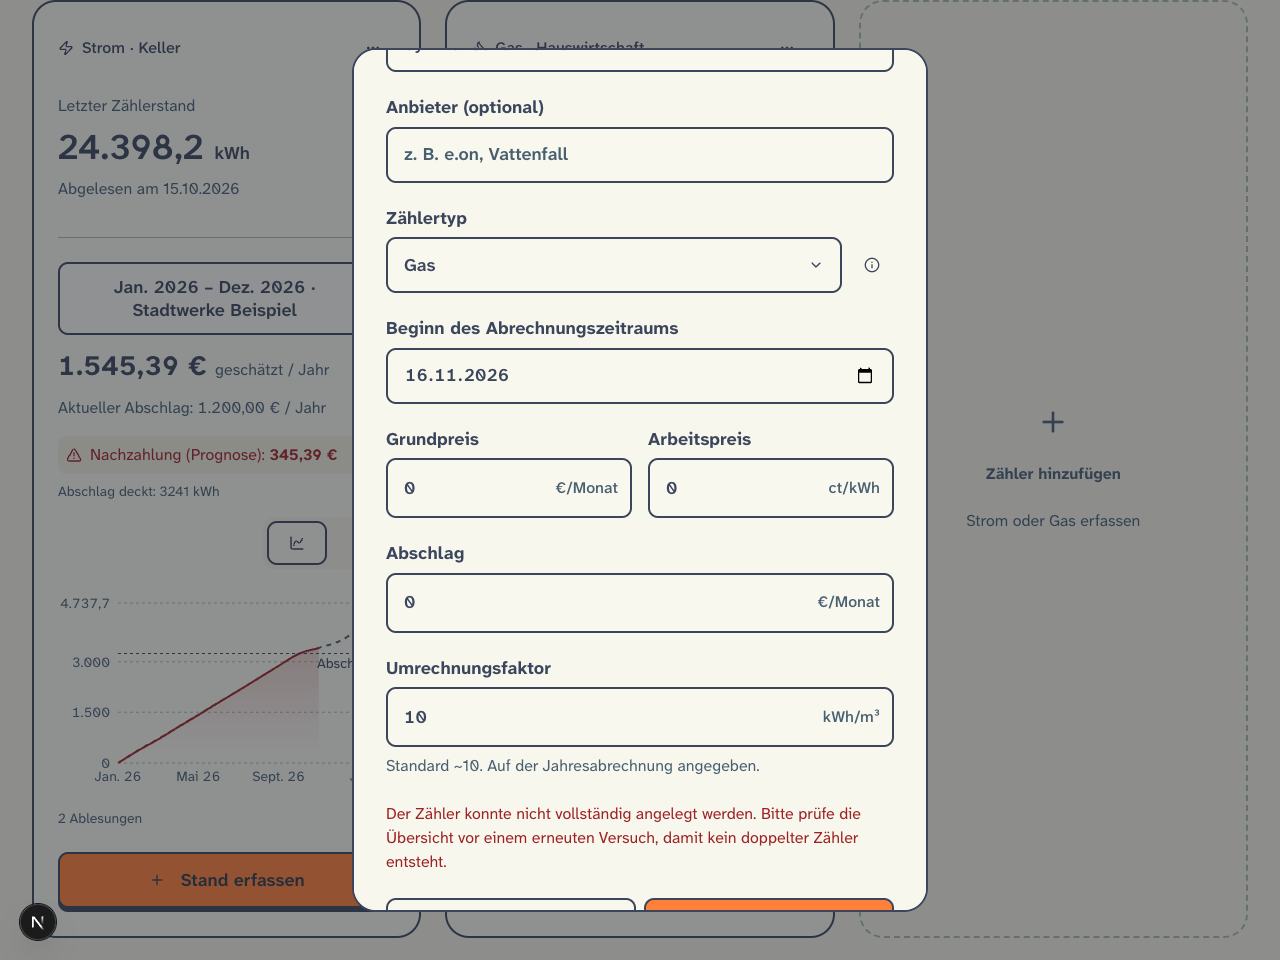 Strom · Keller
Letzter Zählerstand
24.398,2 kWh
Abgelesen am 15.10.2026
Jan. 2026 – Dez. 2026 ·
Stadtwerke Beispiel
1.545,39 € geschätzt / Jahr
Aktueller Abschlag: 1.200,00 € / Jahr
Nachzahlung (Prognose): 345,39 €
Abschlag deckt: 3241 kWh
4.737,7
3.000
1.500
0
Absch
Jan. 26 Mai 26 Sept. 26
2 Ablesungen
+ Stand erfassen
N
Gas · Hauswirtschaft
Anbieter (optional)
z. B. e.on, Vattenfall
Zählertyp
Gas
Beginn des Abrechnungszeitraums
16.11.2026
Grundpreis Arbeitspreis
0 €/Monat 0 ct/kWh
Abschlag
0 €/Monat
Umrechnungsfaktor
10 kWh/m³
Standard ~10. Auf der Jahresabrechnung angegeben.
Der Zähler konnte nicht vollständig angelegt werden. Bitte prüfe die
Übersicht vor einem erneuten Versuch, damit kein doppelter Zähler
entsteht.
+
Zähler hinzufügen
Strom oder Gas erfassen